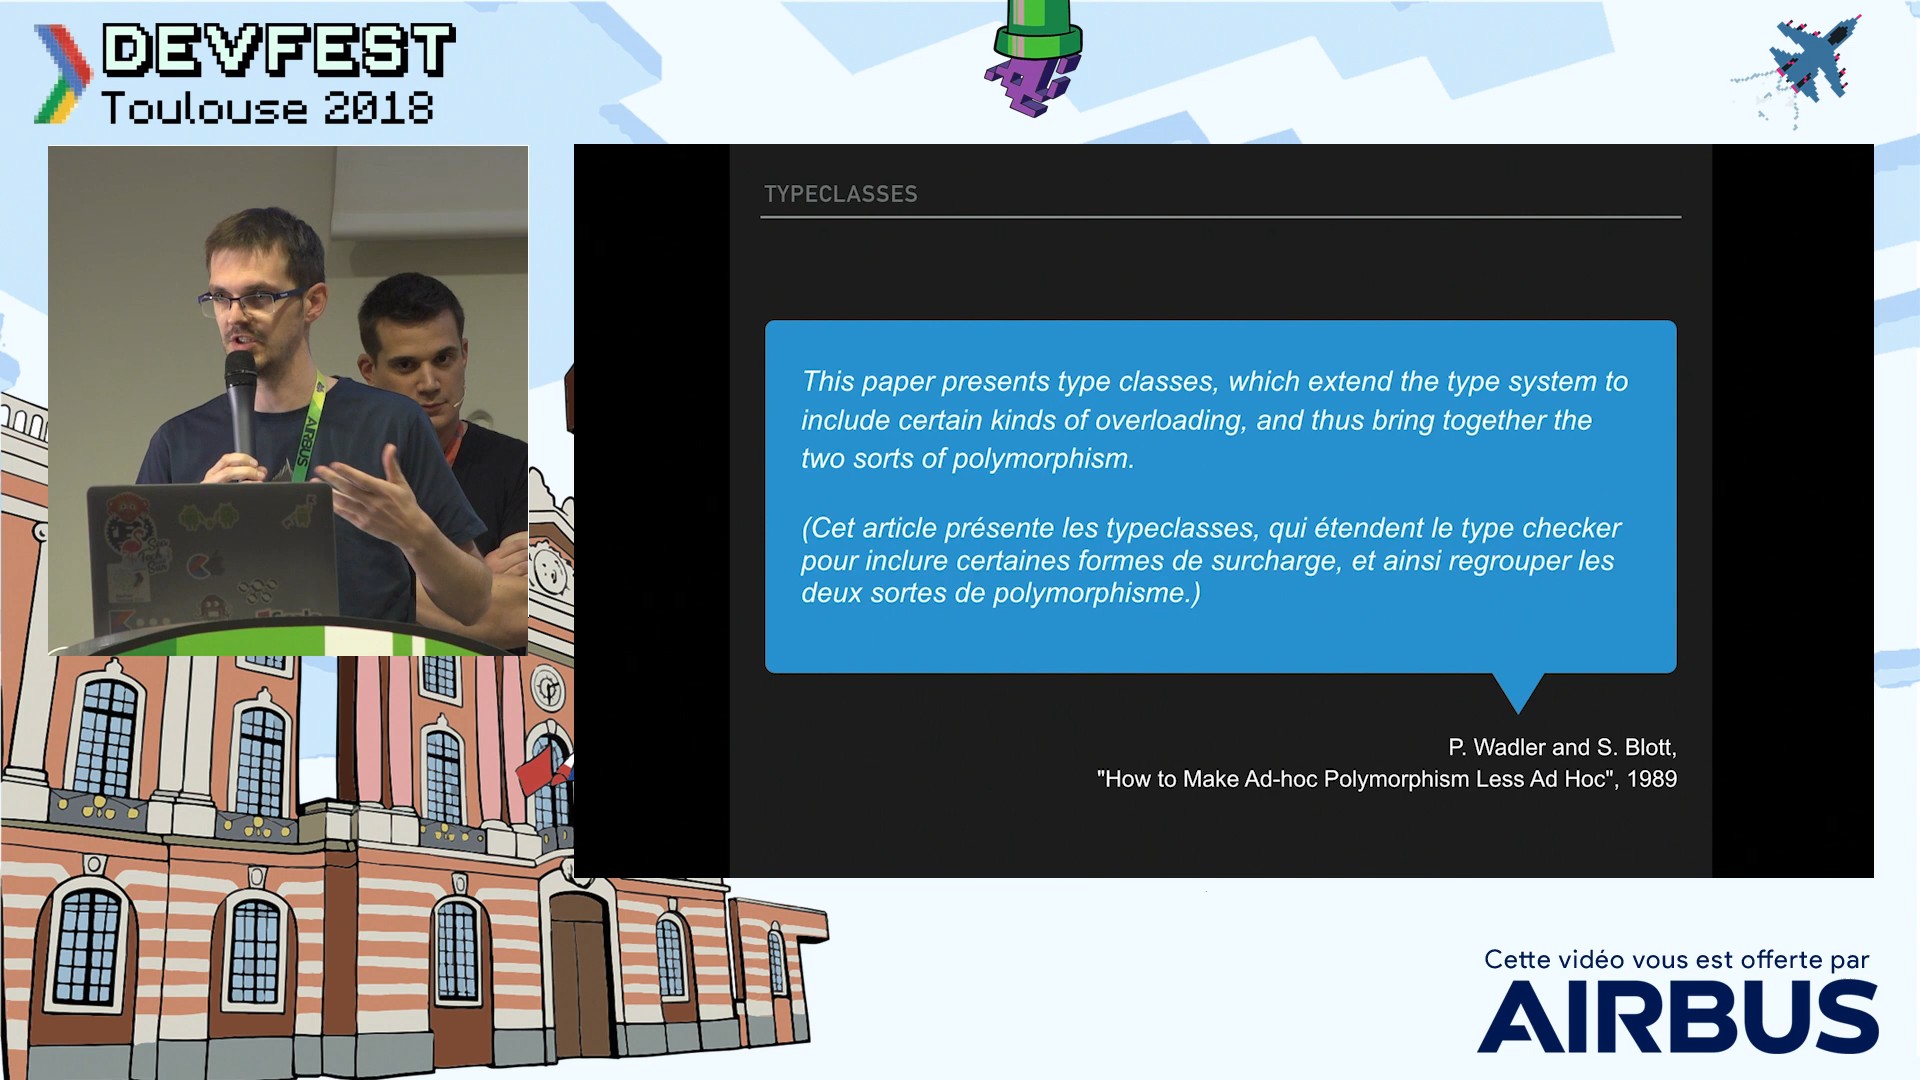 DEVFEST
Toulouse 2018
TYPECLASSES
This paper presents type classes, which extend the type system to
include certain kinds of overloading, and thus bring together the
two sorts of polymorphism.
(Cet article présente les typeclasses, qui étendent le type checker
pour inclure certaines formes de surcharge, et ainsi regrouper les
deux sortes de polymorphisme.)
P. Wadler and S. Blott,
"How to Make Ad-hoc Polymorphism Less Ad Hoc", 1989
AIRBUS
Cette vidéo vous est offerte par
AIRBUS